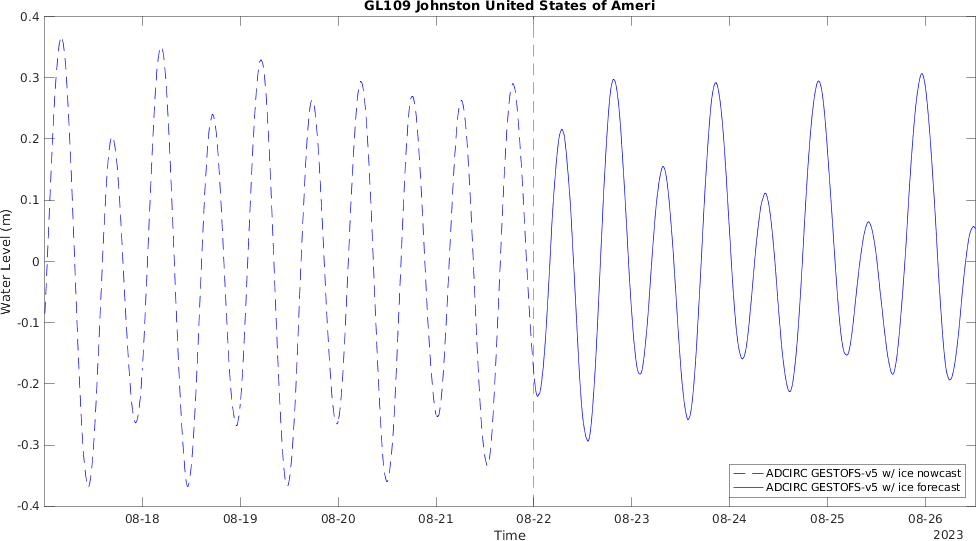 GL109 Johnston United States of Ameri
0.4
0.3
0.2
0.1
0
-0.1
-0.2
-0.3
-0.4
Water Level (m)
08-18 08-19 08-20 08-21 08-22 08-23 08-24 08-25 08-26
Time
2023
ADCIRC GESTOFS-v5 w/ ice nowcast
ADCIRC GESTOFS-v5 w/ ice forecast